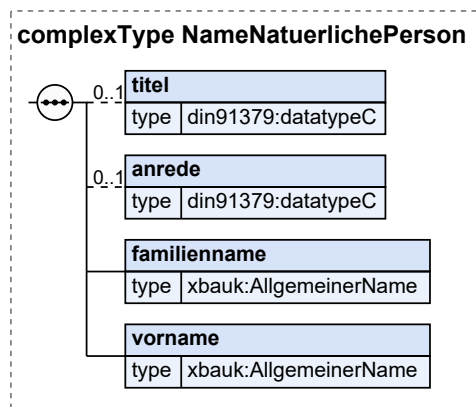 complexType NameNatuerlichePerson
0..1
titel
type din91379:datatypeC
0..1
anrede
type din91379:datatypeC
familienname
type xbauk:AllgemeinerName
vorname
type xbauk:AllgemeinerName